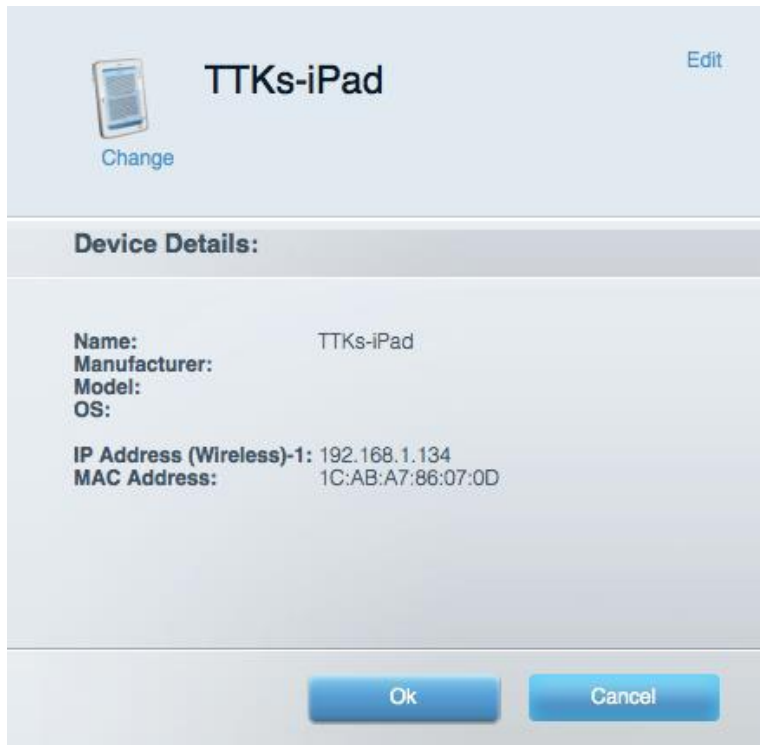 TTKs-iPad
Edit
Change
Device Details:
Name: TTKs-iPad
Manufacturer:
Model:
OS:
IP Address (Wireless)-1: 192.168.1.134
MAC Address: 1C:AB:A7:86:07:0D
Ok
Cancel